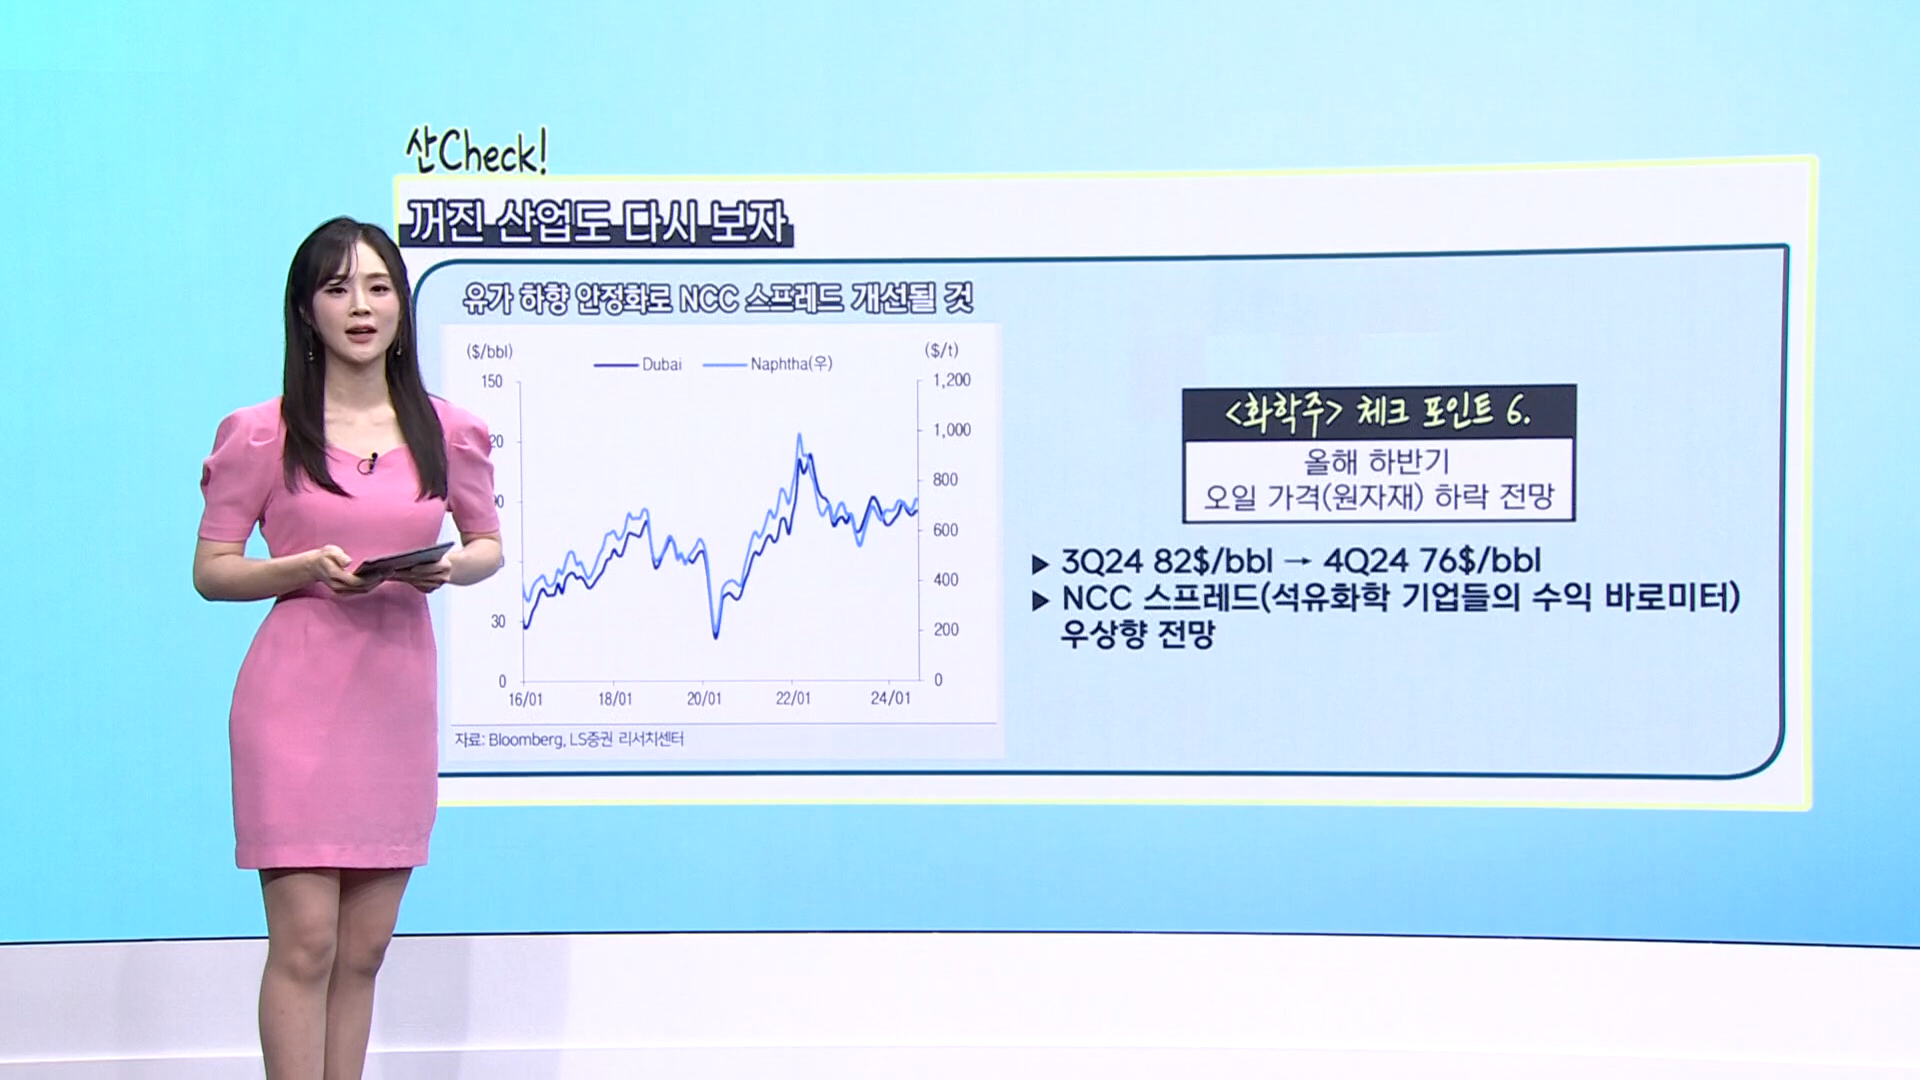 산Check!
꺼진 산업도 다시 보자
유가 하향 안정화로 NCC 스프레드 개선될 것
($/bbl)
($/t)
Dubai
Naphtha(우)
150
30
0
1,200
1,000
800
600
400
200
0
16/01
18/01
20/01
22/01
24/01
자료: Bloomberg, LS증권 리서치센터
<화학주> 체크 포인트 6.
올해 하반기
오일 가격(원자재) 하락 전망
▶ 3Q24 82$/bbl → 4Q24 76$/bbl
▶ NCC 스프레드(석유화학 기업들의 수익 바로미터)
우상향 전망